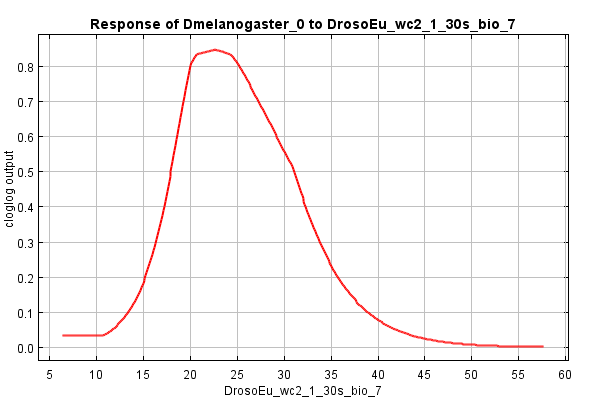 Response of Dmelanogaster_0 to DrosoEu_wc2_1_30s_bio_7
cloglog output
0.8
0.7
0.6
0.5
0.4
0.3
0.2
0.1
0.0
5 10 15 20 25 30 35 40 45 50 55 60
DrosoEu_wc2_1_30s_bio_7